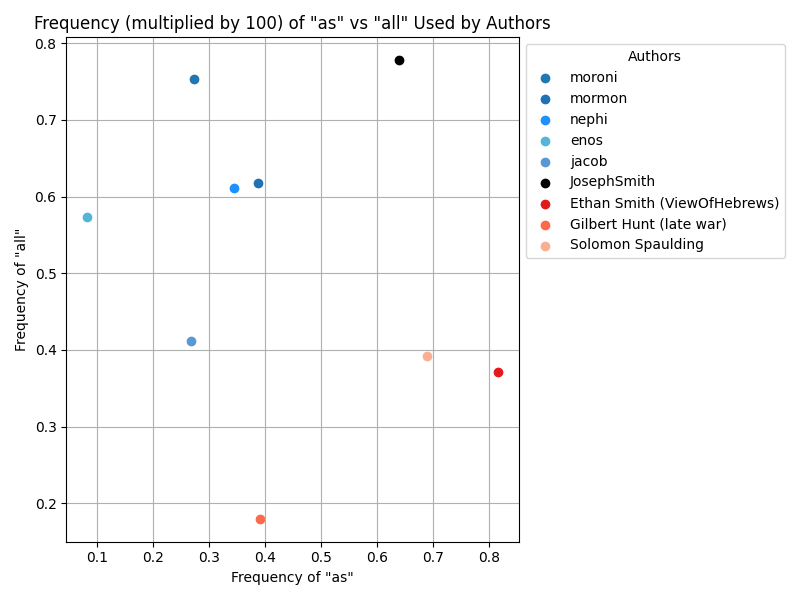 Frequency (multiplied by 100) of "as" vs "all" Used by Authors
0.8
0.7
0.6
0.5
0.4
0.3
0.2
Frequency of "all"
0.1
0.2
0.3
0.4
0.5
0.6
0.7
0.8
Frequency of "as"
Authors
moroni
mormon
nephi
enos
jacob
JosephSmith
Ethan Smith (ViewOfHebrews)
Gilbert Hunt (late war)
Solomon Spaulding